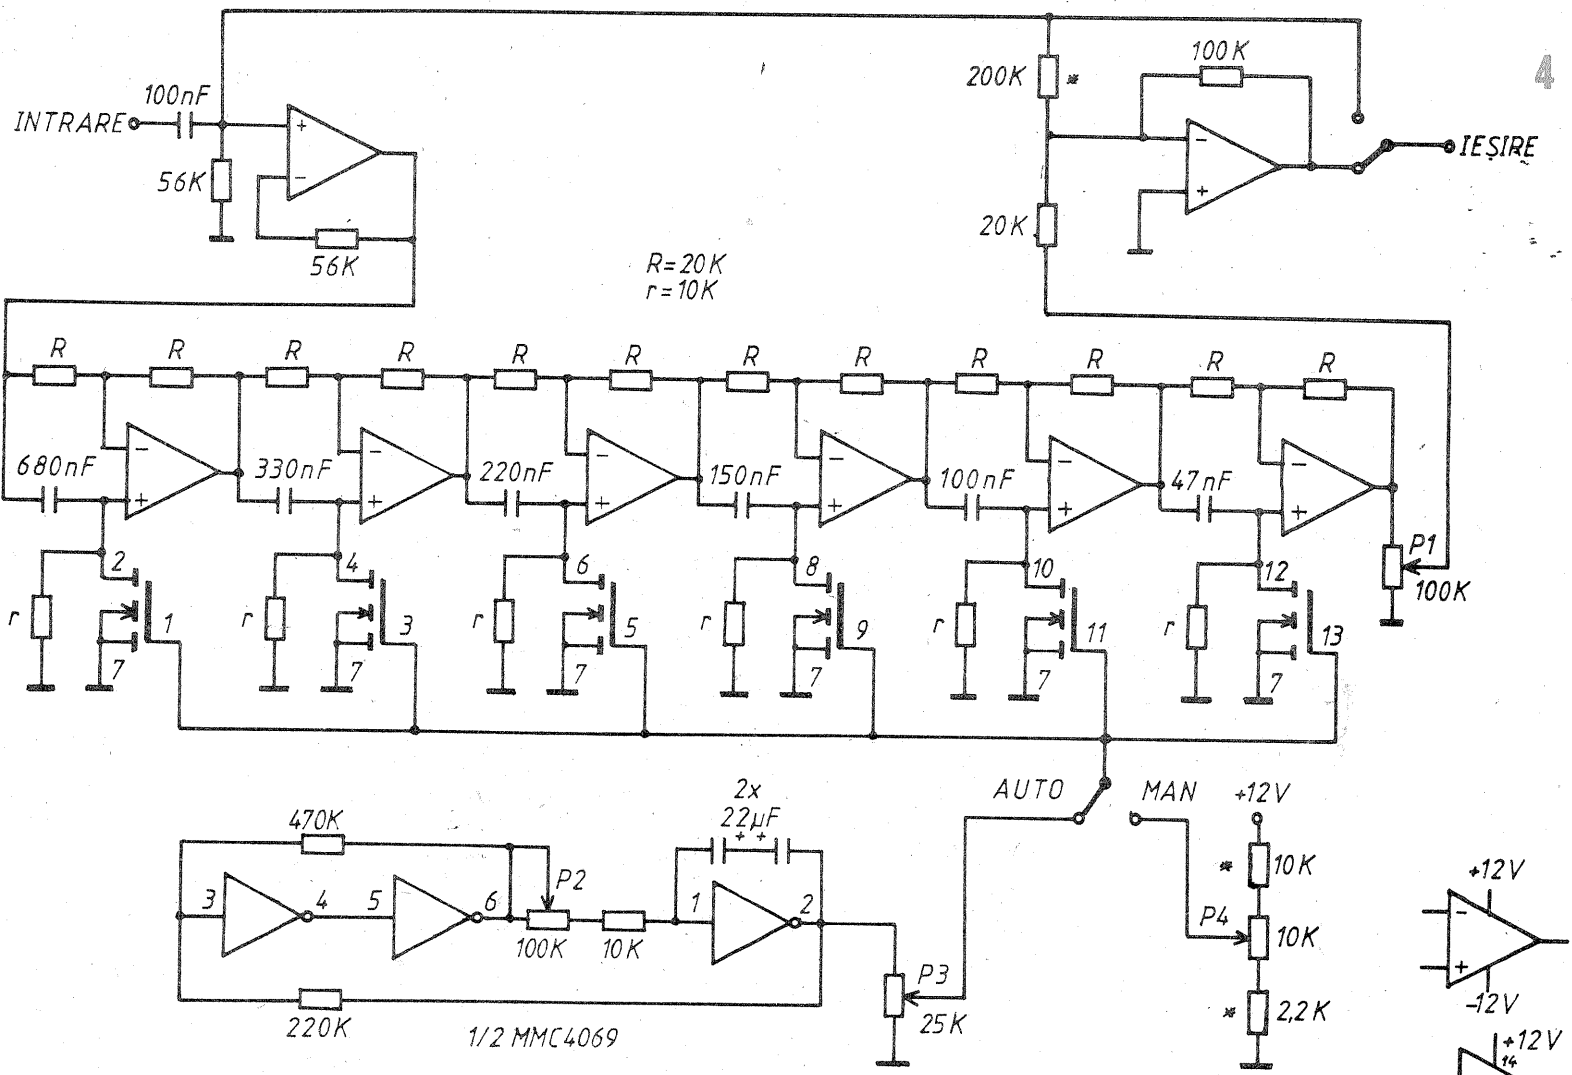 4
100nF
INTRARE
56K
56K
200K *
100K
20K
IEȘIRE
R=20K
r=10K
R R R R R R R R R R R R
680nF 330nF 220nF 150nF 100nF 47nF
- - - - - -
+ + + + + +
2 4 6 8 10 12
r r r r r r
1 3 5 9 11 13
7 7 7 7 7 7
P1
100K
AUTO MAN +12V
470K
2x
22µF
+ +
3 4 5 6 P2 1 2
100K 10K
220K
1/2 MMC4069
P3
25K
* 10K
P4 10K
* 2,2K
+12V
-
+
-12V
+12V
14